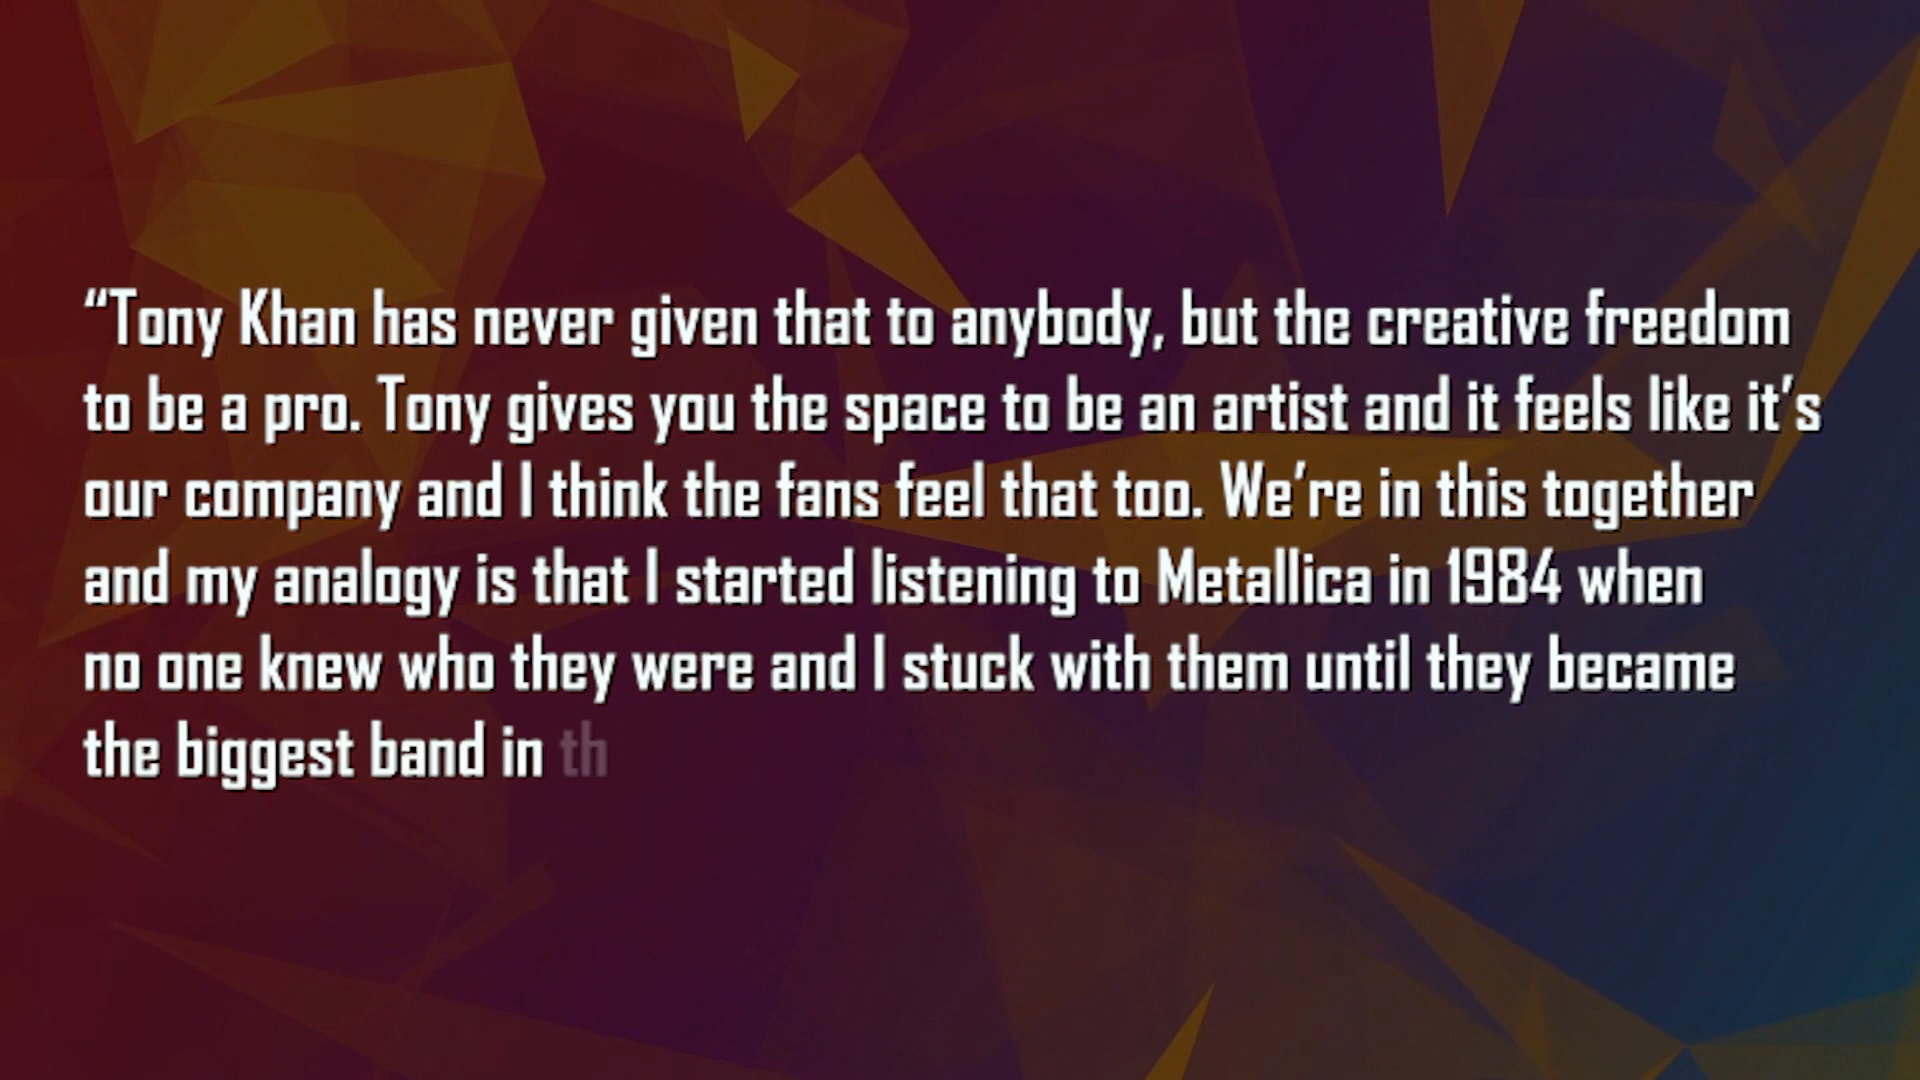 “Tony Khan has never given that to anybody, but the creative freedom
to be a pro. Tony gives you the space to be an artist and it feels like it’s
our company and I think the fans feel that too. We’re in this together
and my analogy is that I started listening to Metallica in 1984 when
no one knew who they were and I stuck with them until they became
the biggest band in th